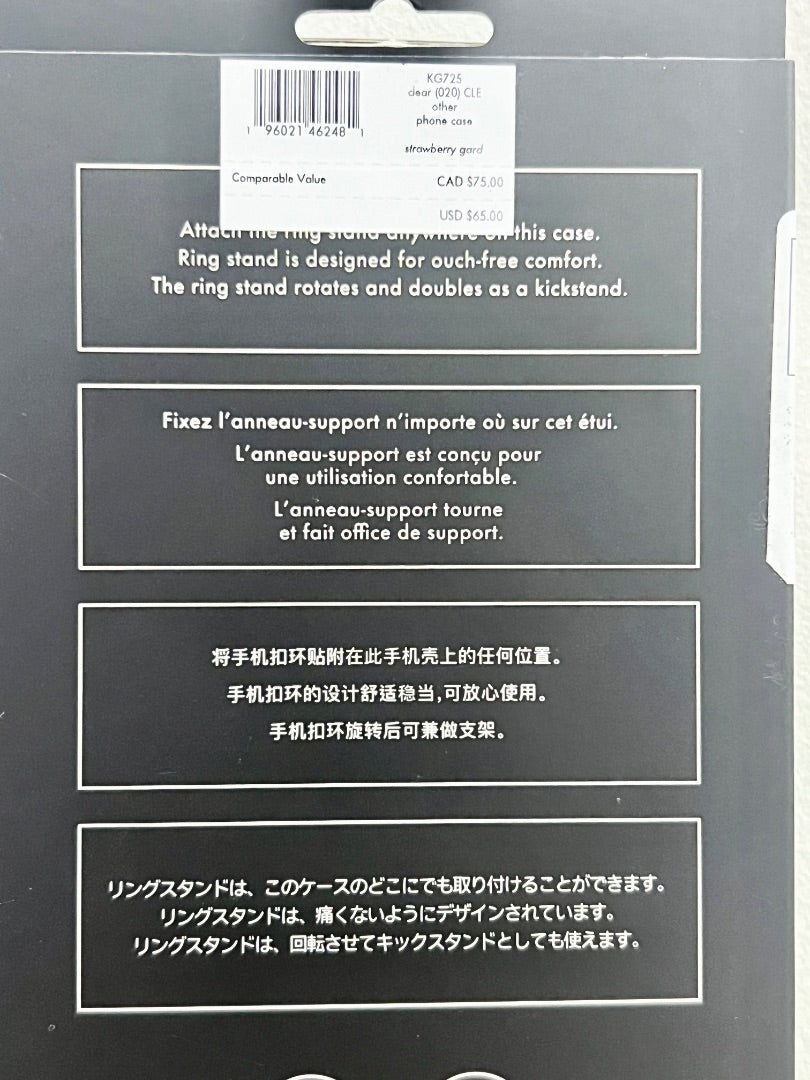 1 96021 46248 1
KG725
clear (020) CLE
other
phone case
strawberry gard
Comparable Value
CAD $75.00
USD $65.00
Attach the ring stand anywhere on this case.
Ring stand is designed for ouch-free comfort.
The ring stand rotates and doubles as a kickstand.
Fixez l'anneau-support n'importe où sur cet étui.
L'anneau-support est conçu pour
une utilisation confortable.
L'anneau-support tourne
et fait office de support.
将手机扣环贴附在此手机壳上的任何位置。
手机扣环的设计舒适稳当,可放心使用。
手机扣环旋转后可兼做支架。
リングスタンドは、このケースのどこにでも取り付けることができます。
リングスタンドは、痛くないようにデザインされています。
リングスタンドは、回転させてキックスタンドとしても使えます。